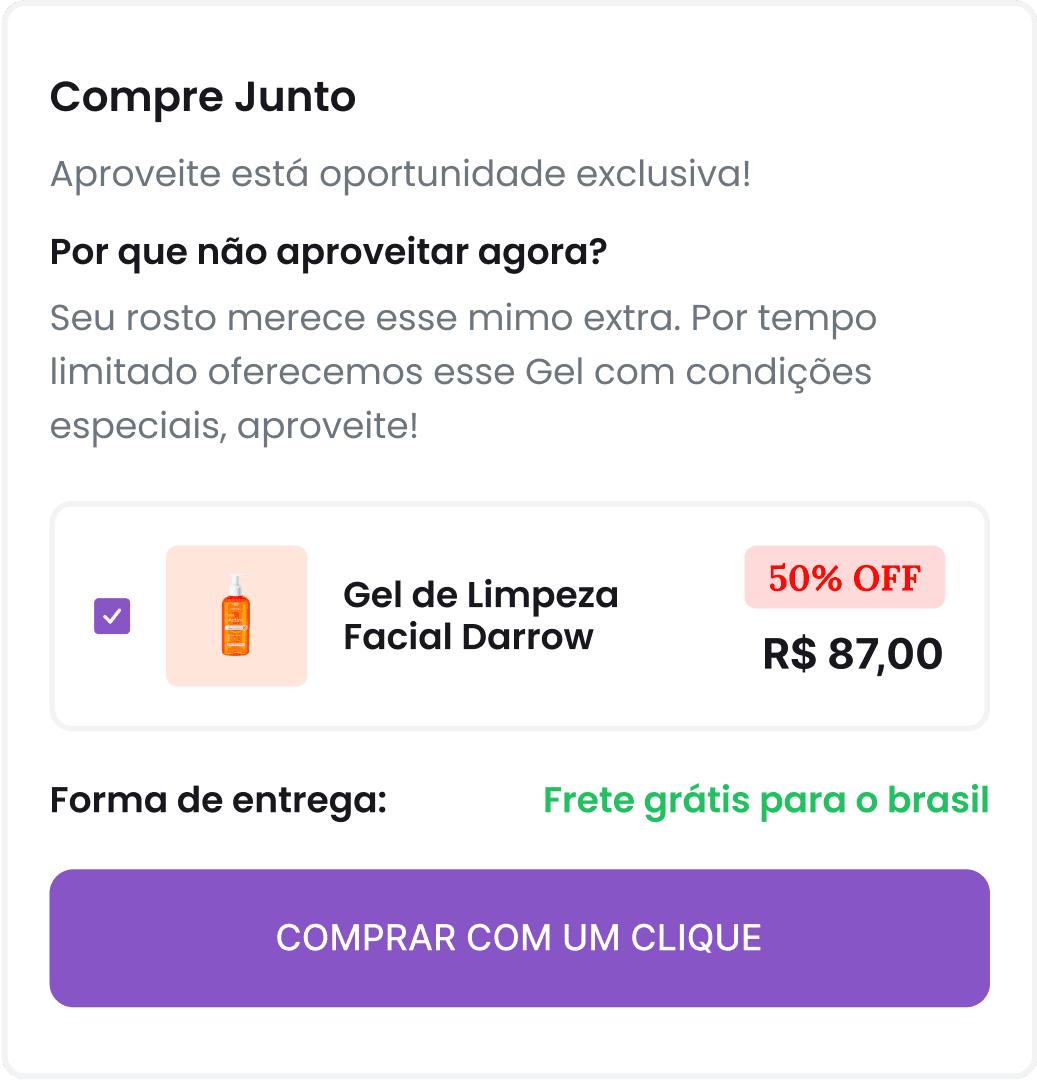 Compre Junto
Aproveite está oportunidade exclusiva!
Por que não aproveitar agora?
Seu rosto merece esse mimo extra. Por tempo
limitado oferecemos esse Gel com condições
especiais, aproveite!
Gel de Limpeza
Facial Darrow
50% OFF
R$ 87,00
Forma de entrega:
Frete grátis para o brasil
COMPRAR COM UM CLIQUE